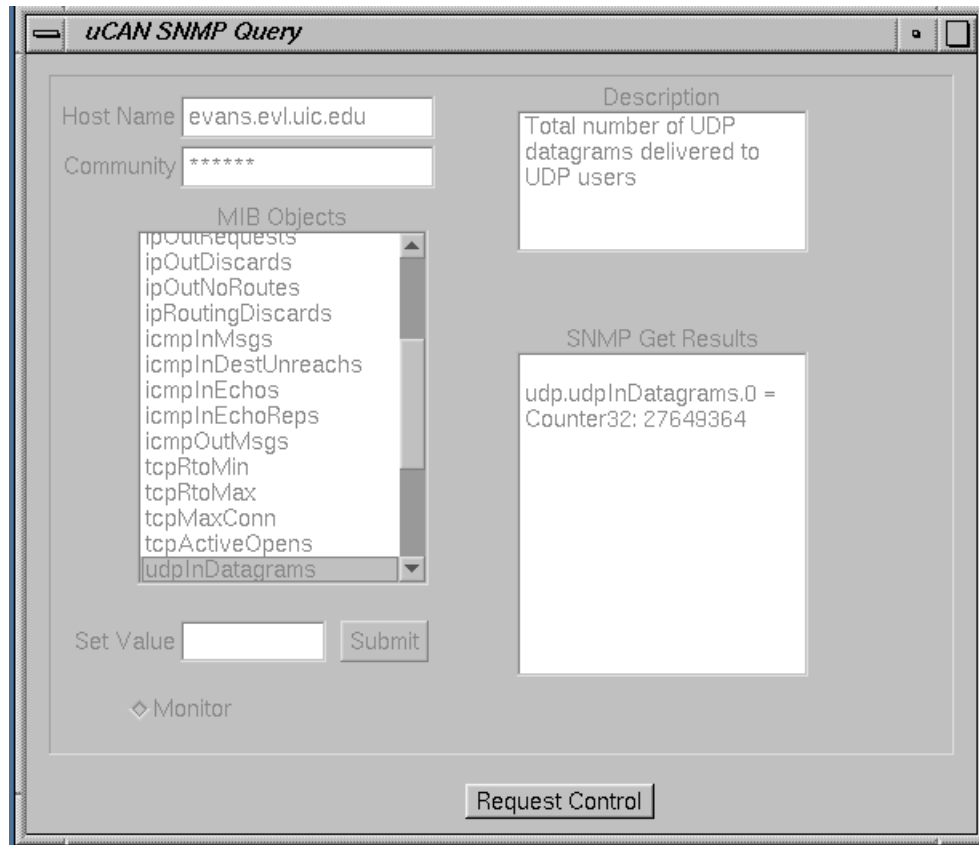 uCAN SNMP Query
Host Name evans.evl.uic.edu
Community ******
MIB Objects
ipOutRequests
ipOutDiscards
ipOutNoRoutes
ipRoutingDiscards
icmpInMsgs
icmpInDestUnreachs
icmpInEchos
icmpInEchoReps
icmpOutMsgs
tcpRtoMin
tcpRtoMax
tcpMaxConn
tcpActiveOpens
udpInDatagrams
Set Value
Submit
Monitor
Description
Total number of UDP
datagrams delivered to
UDP users
SNMP Get Results
udp.udpInDatagrams.0 =
Counter32: 27649364
Request Control